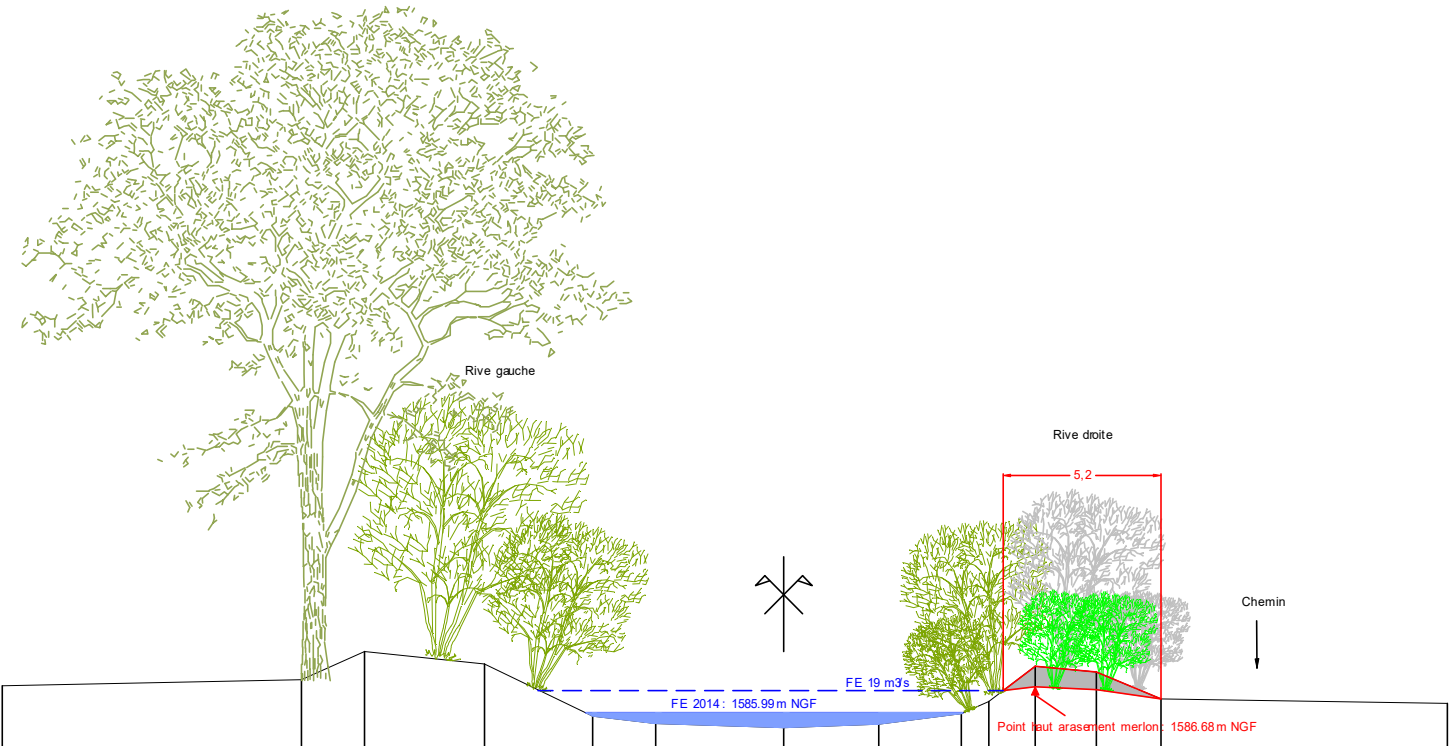 Rive gauche
Rive droite
5,2
Chemin
FE 19 m3/s
FE 2014 : 1585.99 m NGF
Point haut arasement merlon : 1586.68 m NGF